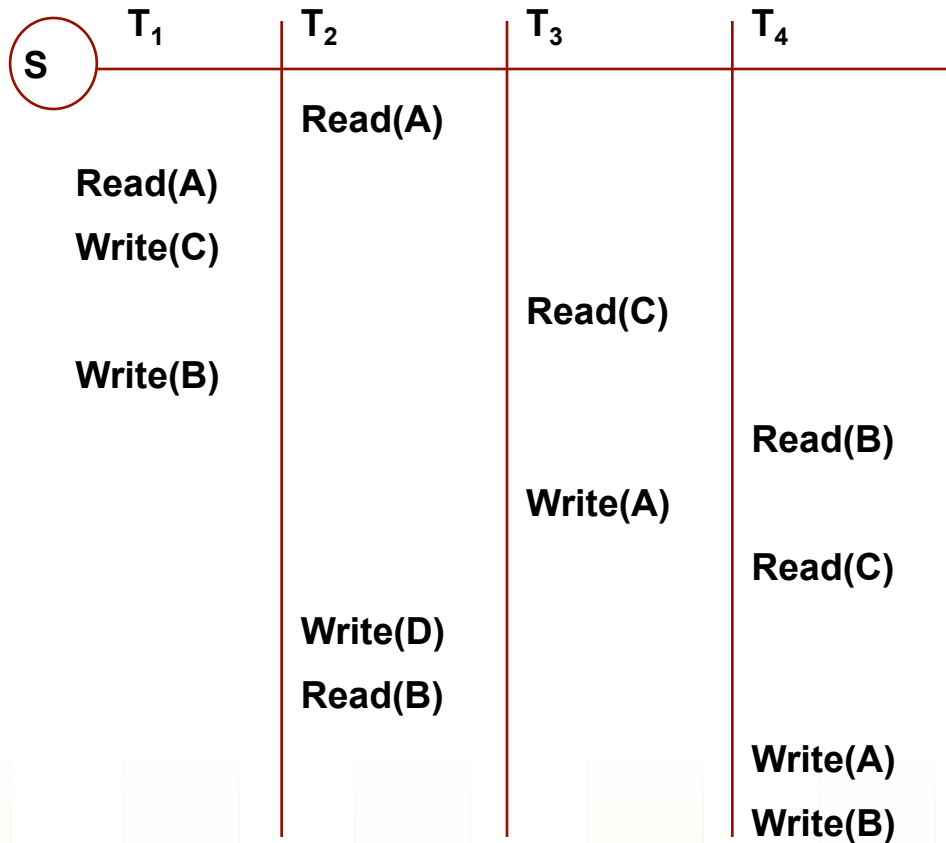 T₁ T₂ T₃ T₄
S
Read(A)
Read(A)
Write(C)
Read(C)
Write(B)
Read(B)
Write(A)
Read(C)
Write(D)
Read(B)
Write(A)
Write(B)